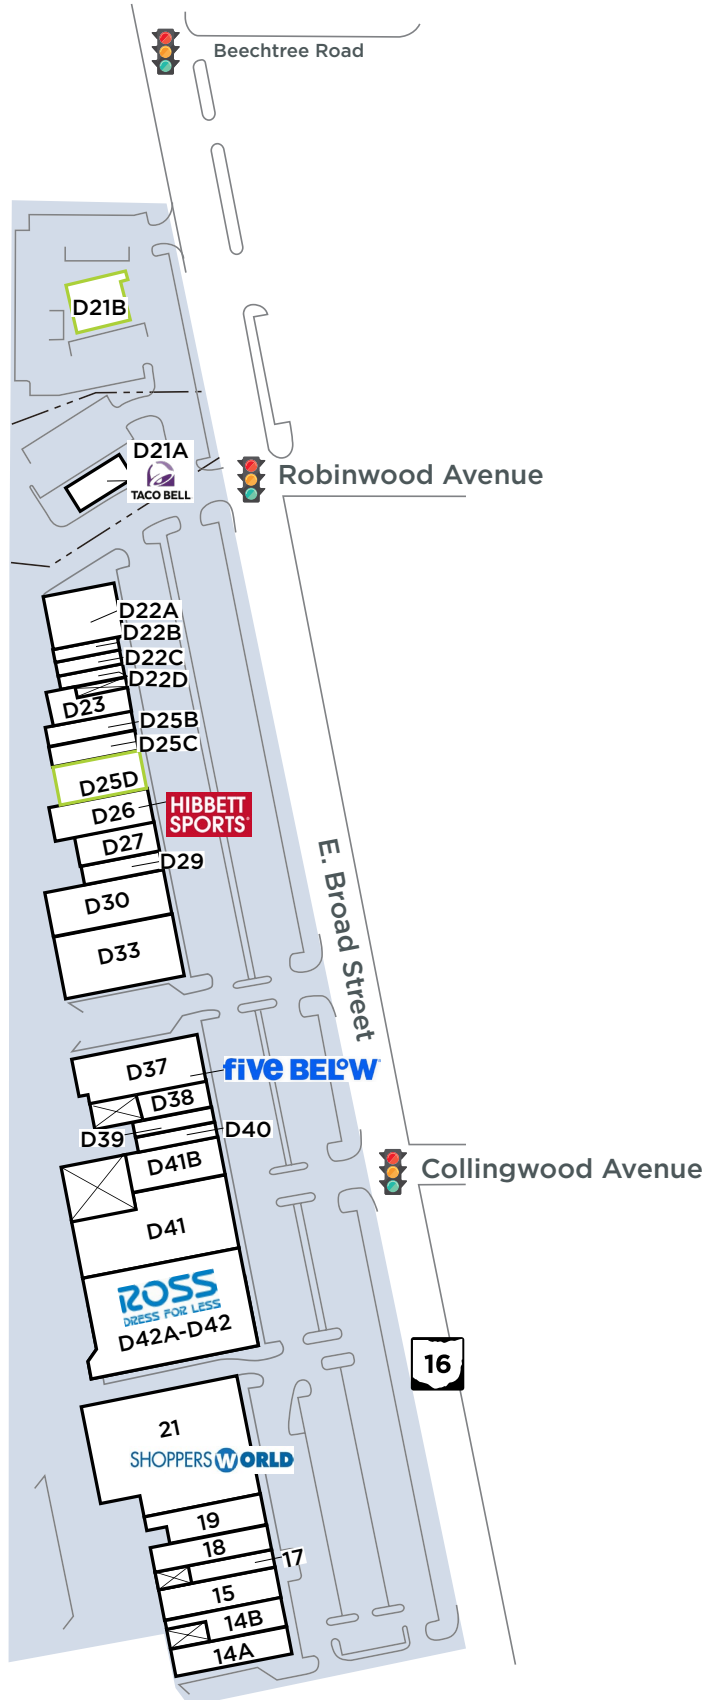 Beechtree Road
D21B
D21A
TACO BELL
Robinwood Avenue
D22A
D22B
D22C
D22D
D23
D25B
D25C
D25D
D26
HIBBETT
SPORTS
D27
D29
D30
D33
E. Broad Street
D37
five BELOW
D38
D39
D40
D41B
Collingwood Avenue
D41
ROSS
DRESS FOR LESS
D42A-D42
16
21
SHOPPERS WORLD
19
18
17
15
14B
14A